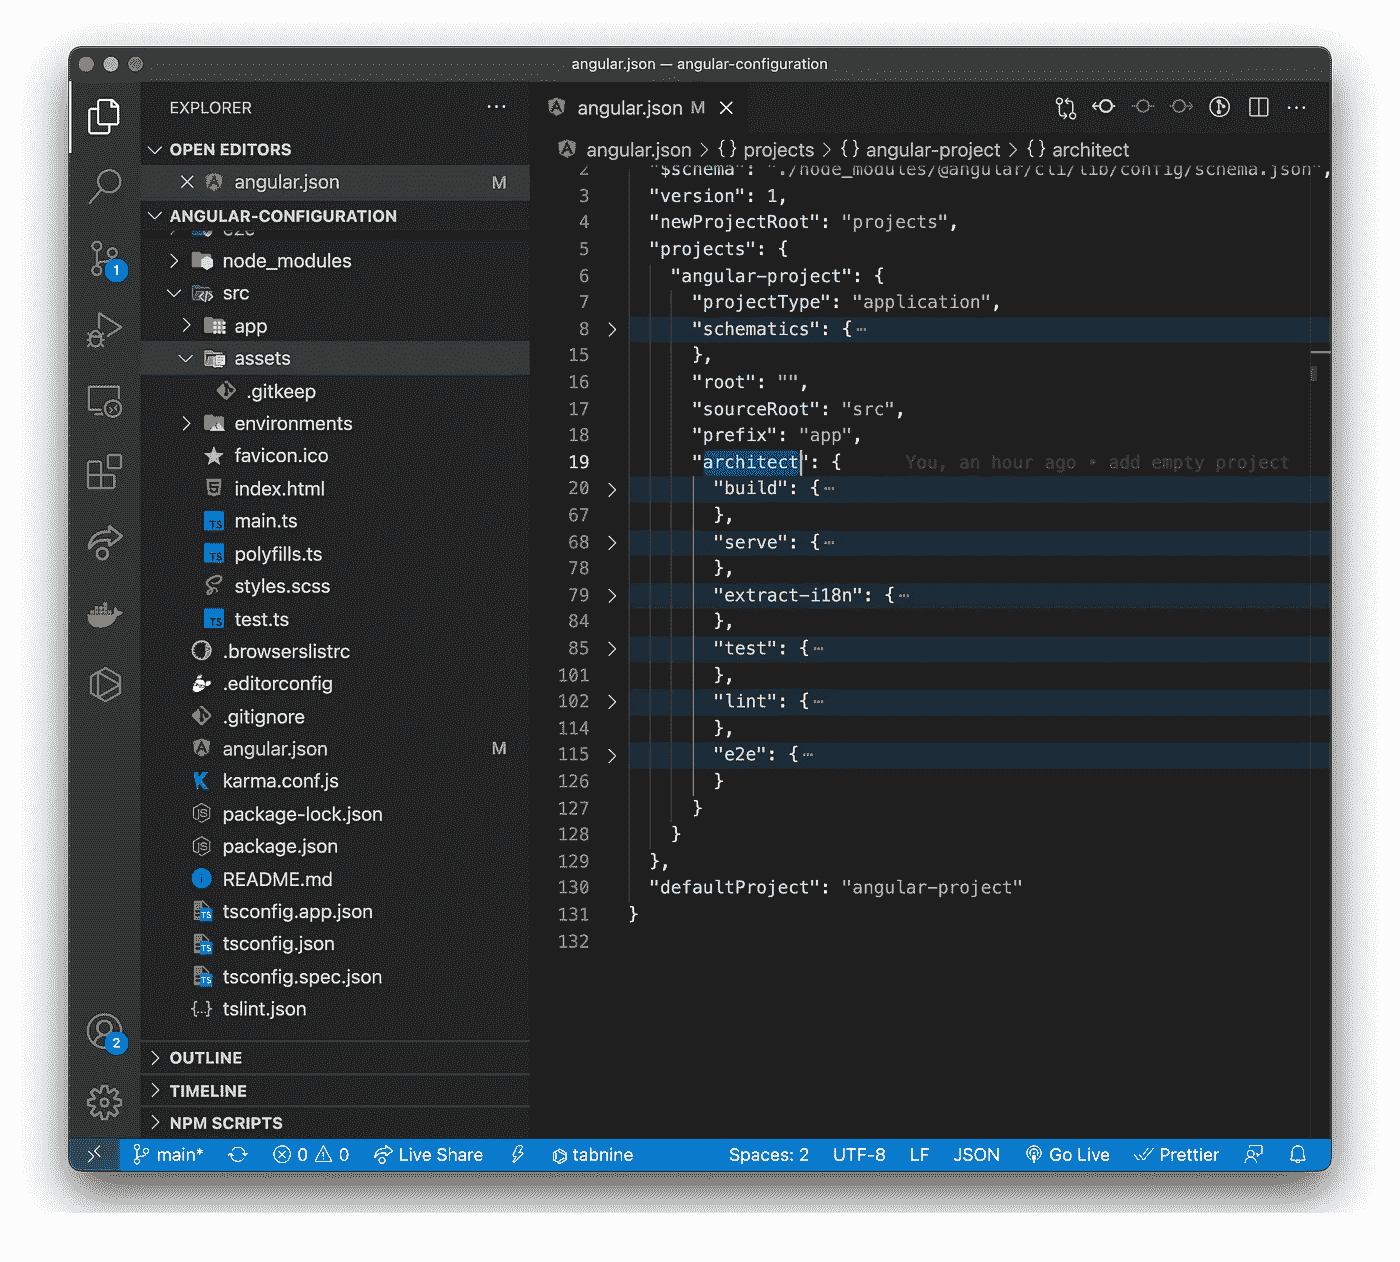 angular.json — angular-configuration
EXPLORER
OPEN EDITORS
angular.json M
ANGULAR-CONFIGURATION
e2e
node_modules
src
app
assets
.gitkeep
environments
favicon.ico
index.html
main.ts
polyfills.ts
styles.scss
test.ts
.browserslistrc
.editorconfig
.gitignore
angular.json M
karma.conf.js
package-lock.json
package.json
README.md
tsconfig.app.json
tsconfig.json
tsconfig.spec.json
tslint.json
OUTLINE
TIMELINE
NPM SCRIPTS
1
2
angular.json M
angular.json > {} projects > {} angular-project > {} architect
2 "$schema": "./node_modules/@angular/cli/lib/config/schema.json",
3 "version": 1,
4 "newProjectRoot": "projects",
5 "projects": {
6 "angular-project": {
7 "projectType": "application",
8 "schematics": {…
15 },
16 "root": "",
17 "sourceRoot": "src",
18 "prefix": "app",
19 "architect": { You, an hour ago • add empty project
20 "build": {…
67 },
68 "serve": {…
78 },
79 "extract-i18n": {…
84 },
85 "test": {…
101 },
102 "lint": {…
114 },
115 "e2e": {…
126 }
127 }
128 }
129 },
130 "defaultProject": "angular-project"
131 }
132
main* 0 0 Live Share tabnine Spaces: 2 UTF-8 LF JSON Go Live Prettier